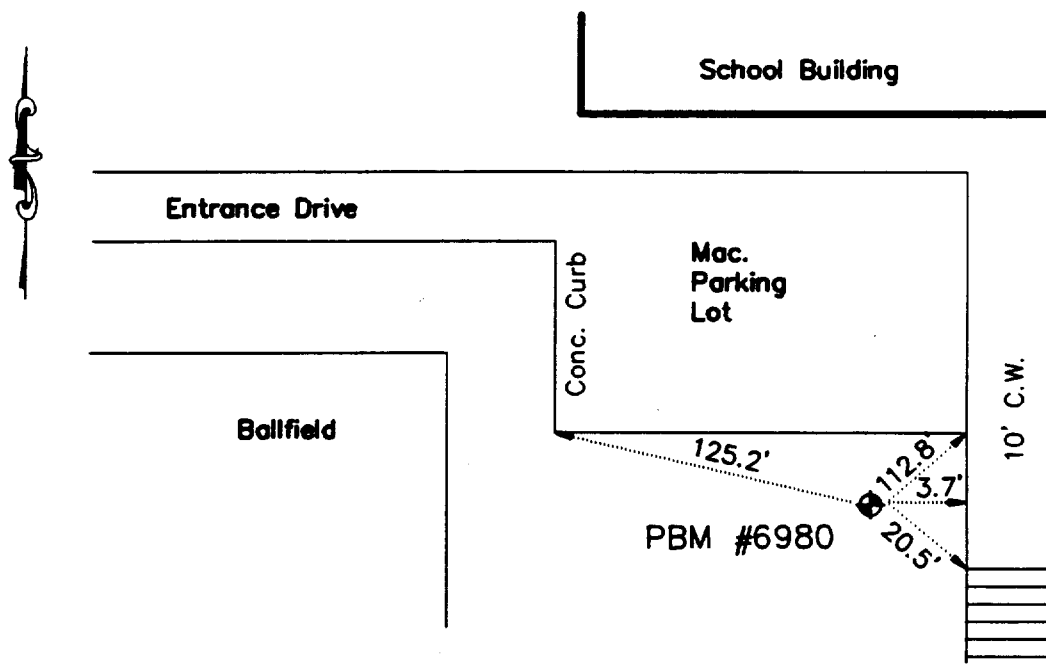 School Building
Entrance Drive
Mac.
Parking
Lot
Conc. Curb
10' C.W.
Ballfield
125.2'
112.8'
3.7'
20.5'
PBM #6980